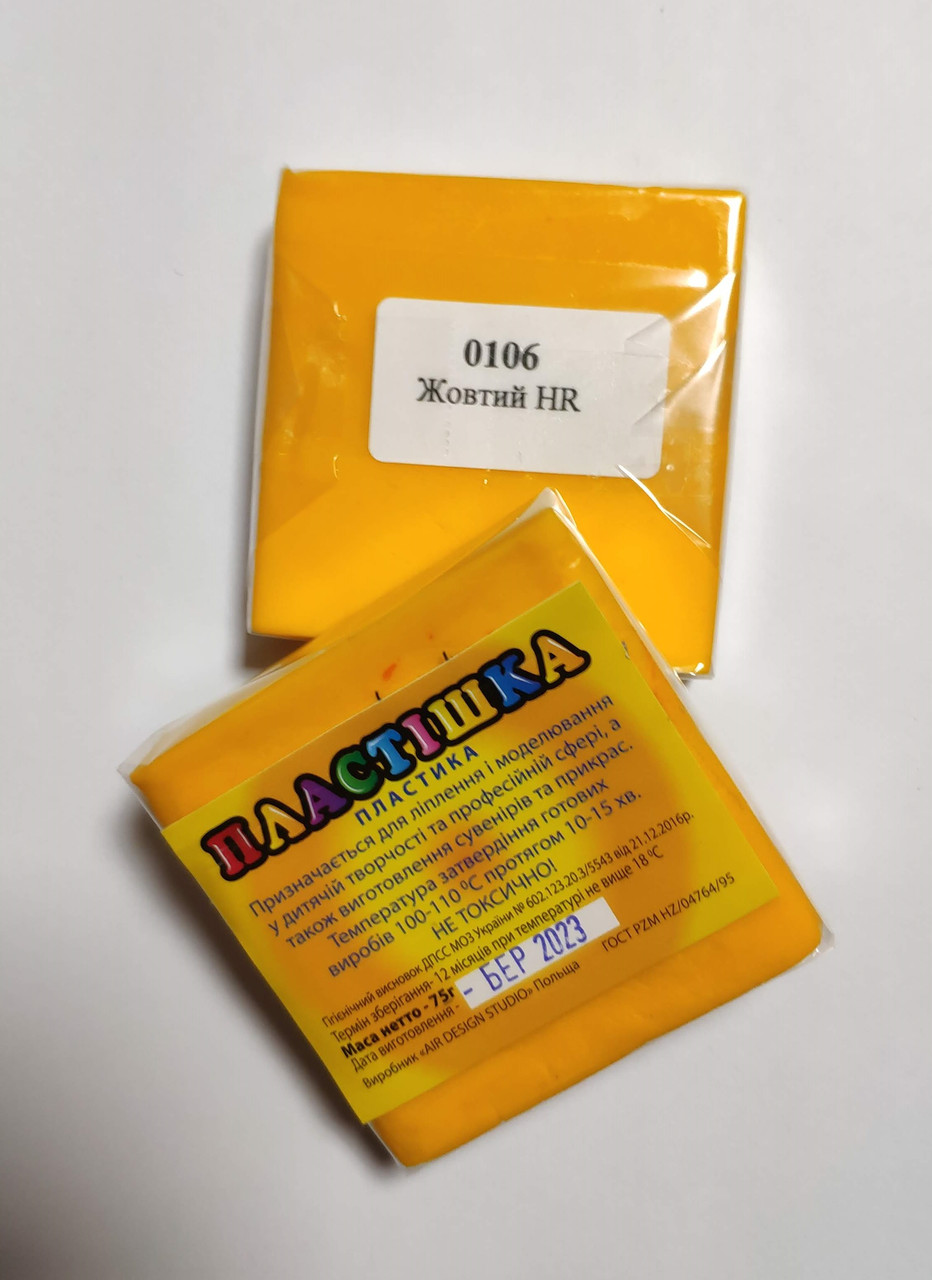 0106
Жовтий HR
ПЛАСТІШКА
ПЛАСТИКА
Призначається для ліплення і моделювання
у дитячій творчості та професійній сфері, а
також виготовлення сувенірів та прикрас.
Температура затвердіння готових
виробів 100-110 ºС протягом 10-15 хв.
НЕ ТОКСИЧНО!
Гігієнічний висновок ДПСС МОЗ України № 602.123.20.3/5543 від 21.12.2016р.
Термін зберігання- 12 місяців при температурі не вище 18 ºС
Маса нетто - 75г
Дата виготовлення - - БЕР 2023 ГОСТ PZM HZ/04764/95
Виробник «AIR DESIGN STUDIO» Польща